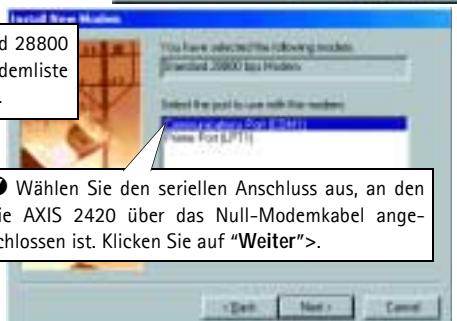 Install New Modem
d 28800
demliste
.
You have selected the following modem:
Standard 28800 bps Modem
Select the port to use with this modem:
Communications Port (COM1)
Printer Port (LPT1)
Wählen Sie den seriellen Anschluss aus, an den
ie AXIS 2420 über das Null-Modemkabel ange-
chlossen ist. Klicken Sie auf "Weiter">.
< Back
Next >
Cancel